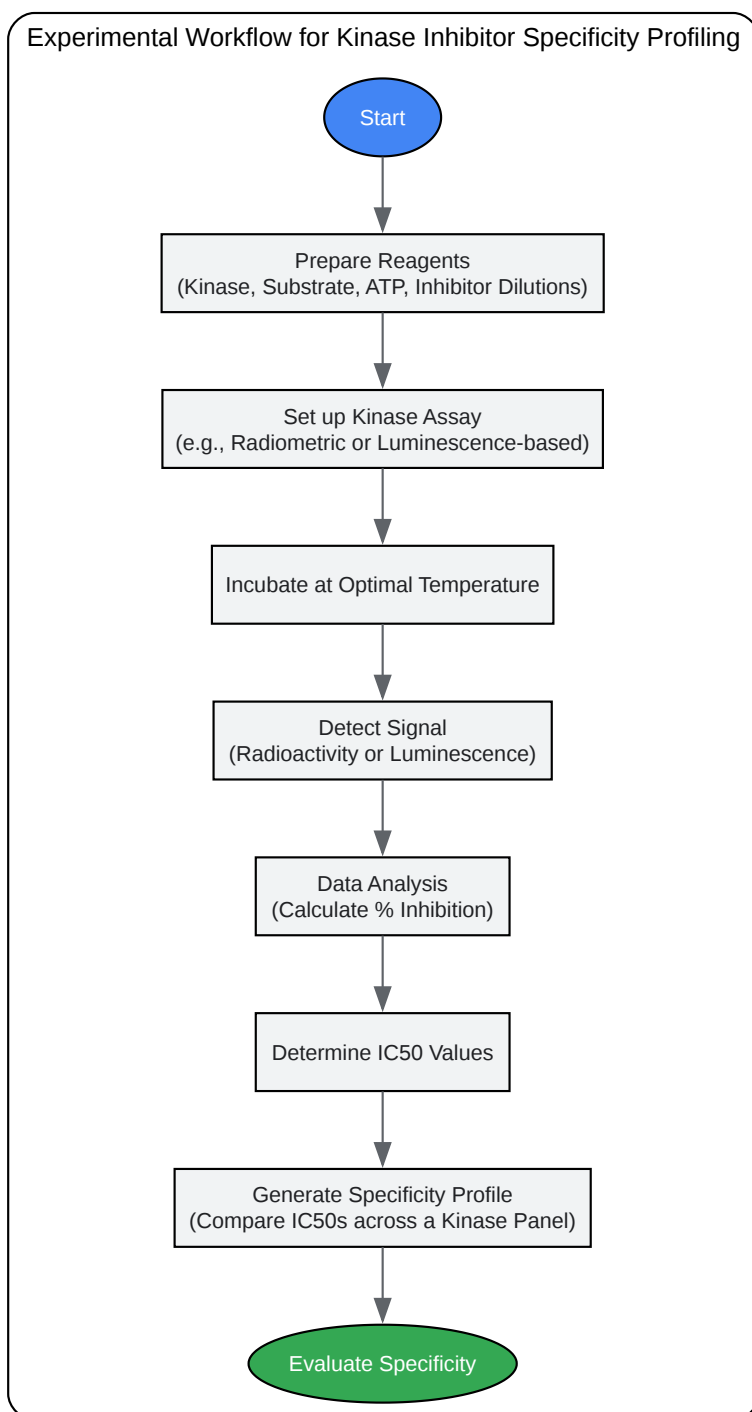 Experimental Workflow for Kinase Inhibitor Specificity Profiling
Start
Prepare Reagents
(Kinase, Substrate, ATP, Inhibitor Dilutions)
Set up Kinase Assay
(e.g., Radiometric or Luminescence-based)
Incubate at Optimal Temperature
Detect Signal
(Radioactivity or Luminescence)
Data Analysis
(Calculate % Inhibition)
Determine IC50 Values
Generate Specificity Profile
(Compare IC50s across a Kinase Panel)
Evaluate Specificity